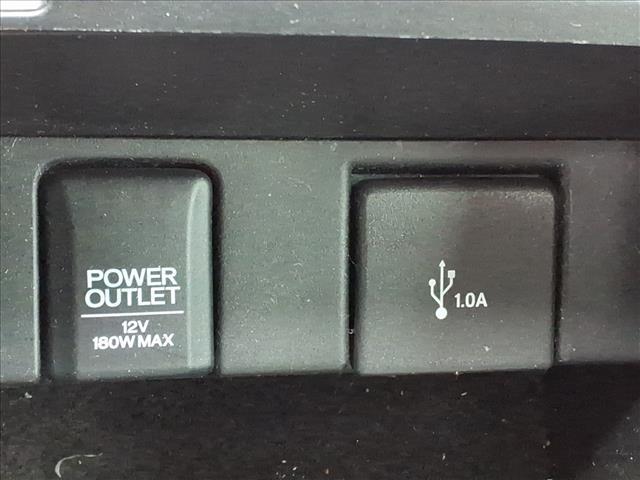 POWER
OUTLET
12V
180W MAX
1.0A